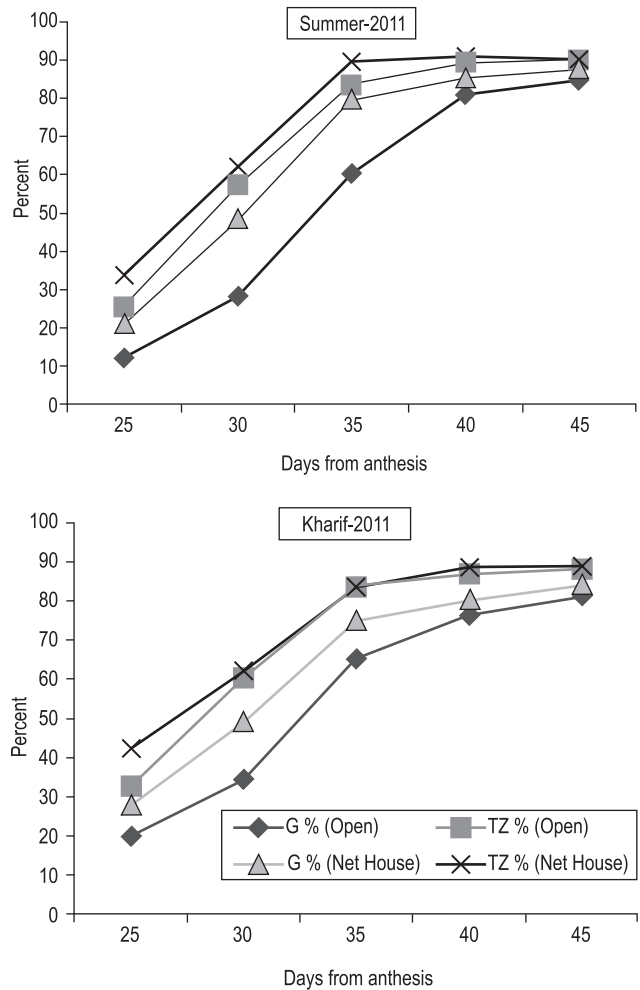 Summer-2011
100
90
80
70
60
50
40
30
20
10
0
Percent
25 30 35 40 45
Days from anthesis
Kharif-2011
100
90
80
70
60
50
40
30
20
10
0
Percent
G % (Open) TZ % (Open)
G % (Net House) TZ % (Net House)
25 30 35 40 45
Days from anthesis